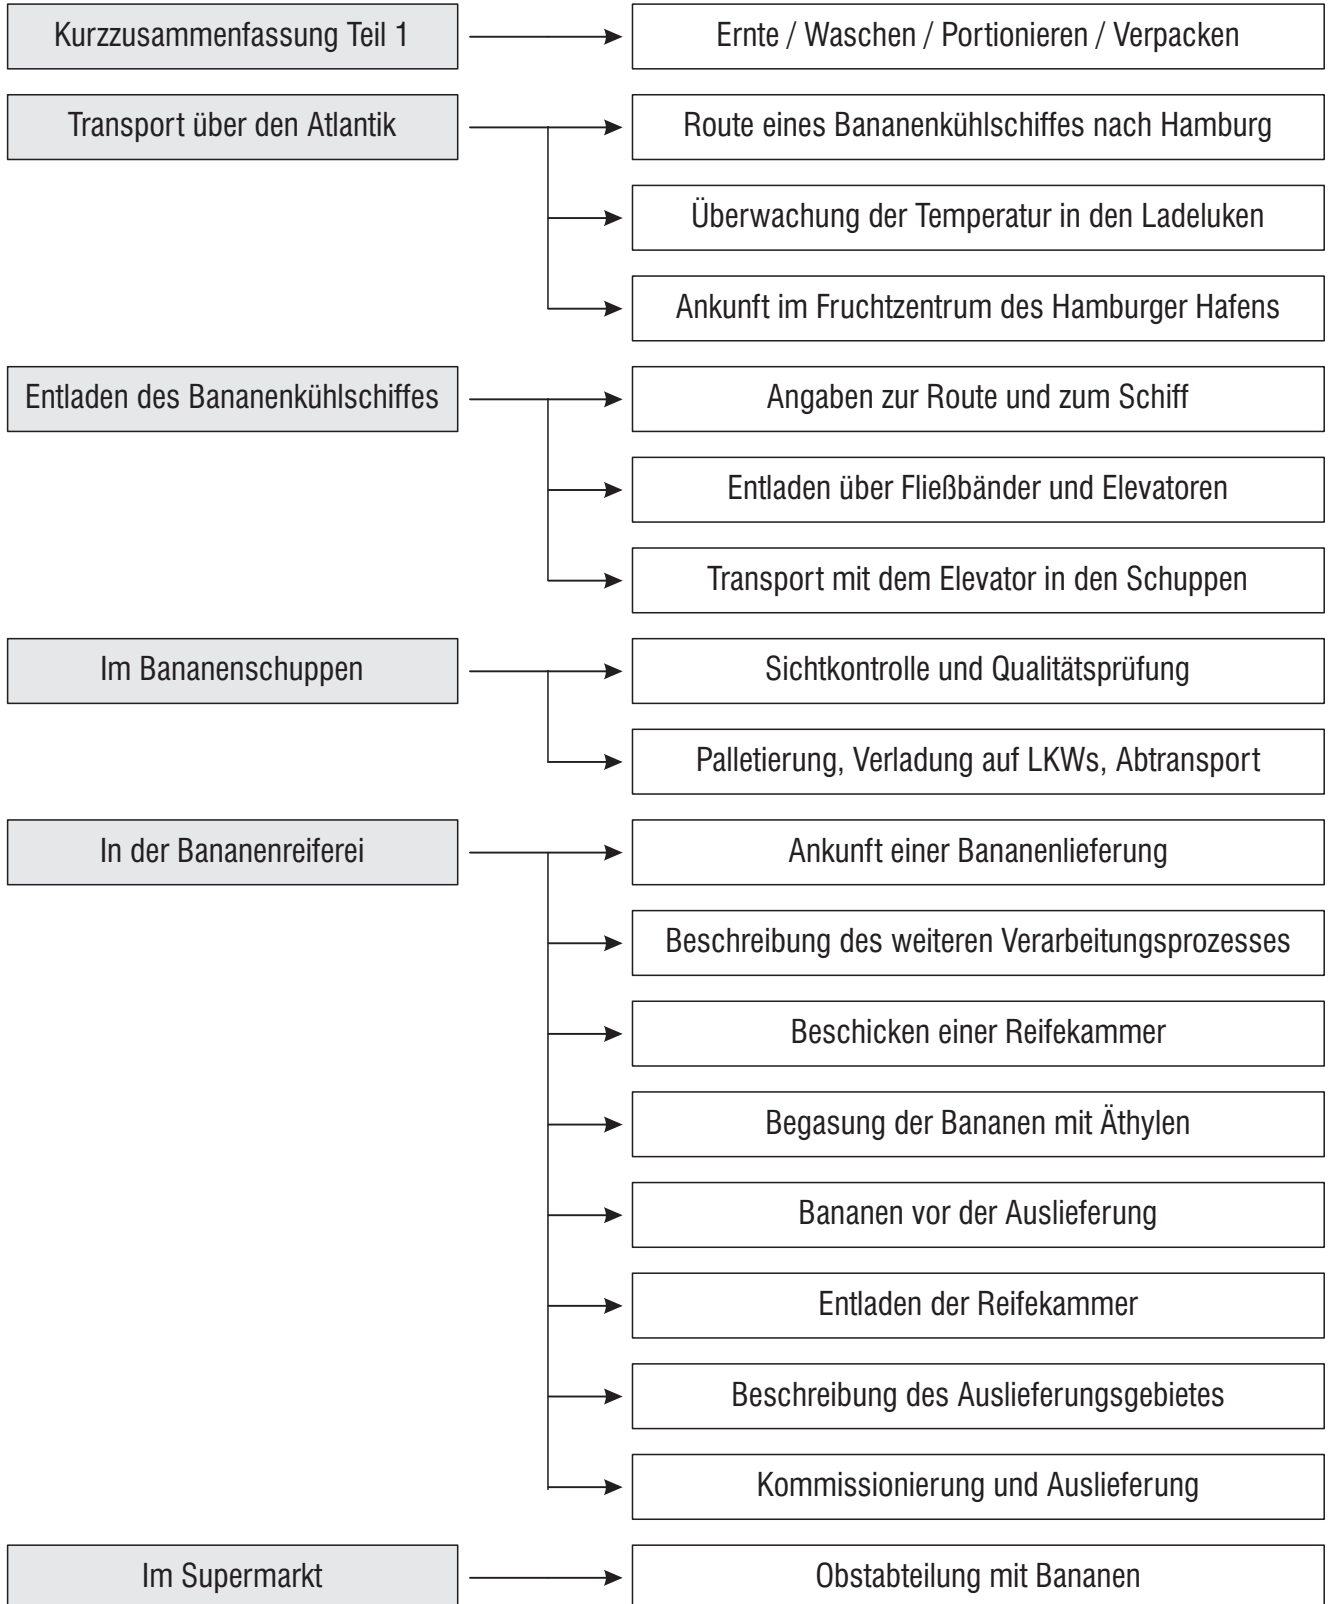 Kurzzusammenfassung Teil 1
Ernte / Waschen / Portionieren / Verpacken
Transport über den Atlantik
Route eines Bananenkühlschiffes nach Hamburg
Überwachung der Temperatur in den Ladeluken
Ankunft im Fruchtzentrum des Hamburger Hafens
Entladen des Bananenkühlschiffes
Angaben zur Route und zum Schiff
Entladen über Fließbänder und Elevatoren
Transport mit dem Elevator in den Schuppen
Im Bananenschuppen
Sichtkontrolle und Qualitätsprüfung
Palletierung, Verladung auf LKWs, Abtransport
In der Bananenreiferei
Ankunft einer Bananenlieferung
Beschreibung des weiteren Verarbeitungsprozesses
Beschicken einer Reifekammer
Begasung der Bananen mit Äthylen
Bananen vor der Auslieferung
Entladen der Reifekammer
Beschreibung des Auslieferungsgebietes
Kommissionierung und Auslieferung
Im Supermarkt
Obstabteilung mit Bananen